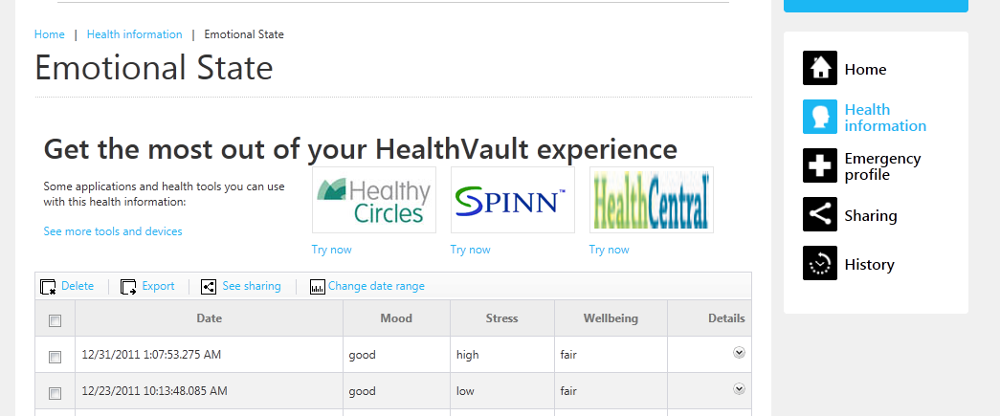 Home | Health information | Emotional State
Emotional State
Get the most out of your HealthVault experience
Some applications and health tools you can use
with this health information:
See more tools and devices
Healthy
Circles
Try now
SPINN™
Try now
HealthCentral
Try now
Delete | Export | See sharing | Change date range
Date Mood Stress Wellbeing Details
12/31/2011 1:07:53.275 AM good high fair
12/23/2011 10:13:48.085 AM good low fair
Home
Health
information
Emergency
profile
Sharing
History